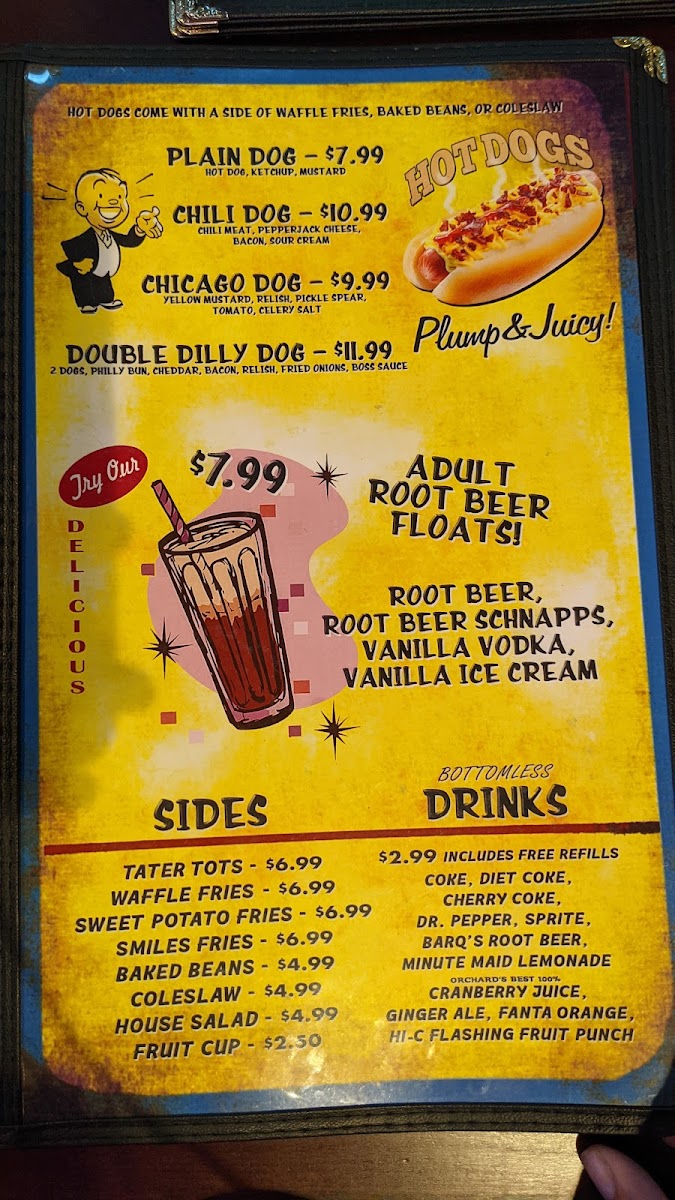 HOT DOGS COME WITH A SIDE OF WAFFLE FRIES, BAKED BEANS, OR COLESLAW
PLAIN DOG – $7.99
HOT DOG, KETCHUP, MUSTARD
CHILI DOG – $10.99
CHILI MEAT, PEPPERJACK CHEESE,
BACON, SOUR CREAM
CHICAGO DOG – $9.99
YELLOW MUSTARD, RELISH, PICKLE SPEAR,
TOMATO, CELERY SALT
DOUBLE DILLY DOG – $11.99
2 DOGS, PHILLY BUN, CHEDDAR, BACON, RELISH, FRIED ONIONS, BOSS SAUCE
HOT DOGS
Plump & Juicy!
Try Our
DELICIOUS
$7.99
ADULT
ROOT BEER
FLOATS!
ROOT BEER,
ROOT BEER SCHNAPPS,
VANILLA VODKA,
VANILLA ICE CREAM
SIDES
TATER TOTS - $6.99
WAFFLE FRIES - $6.99
SWEET POTATO FRIES - $6.99
SMILES FRIES - $6.99
BAKED BEANS - $4.99
COLESLAW - $4.99
HOUSE SALAD - $4.99
FRUIT CUP - $2.50
BOTTOMLESS
DRINKS
$2.99 INCLUDES FREE REFILLS
COKE, DIET COKE,
CHERRY COKE,
DR. PEPPER, SPRITE,
BARQ'S ROOT BEER,
MINUTE MAID LEMONADE
ORCHARD'S BEST 100%
CRANBERRY JUICE,
GINGER ALE, FANTA ORANGE,
HI-C FLASHING FRUIT PUNCH